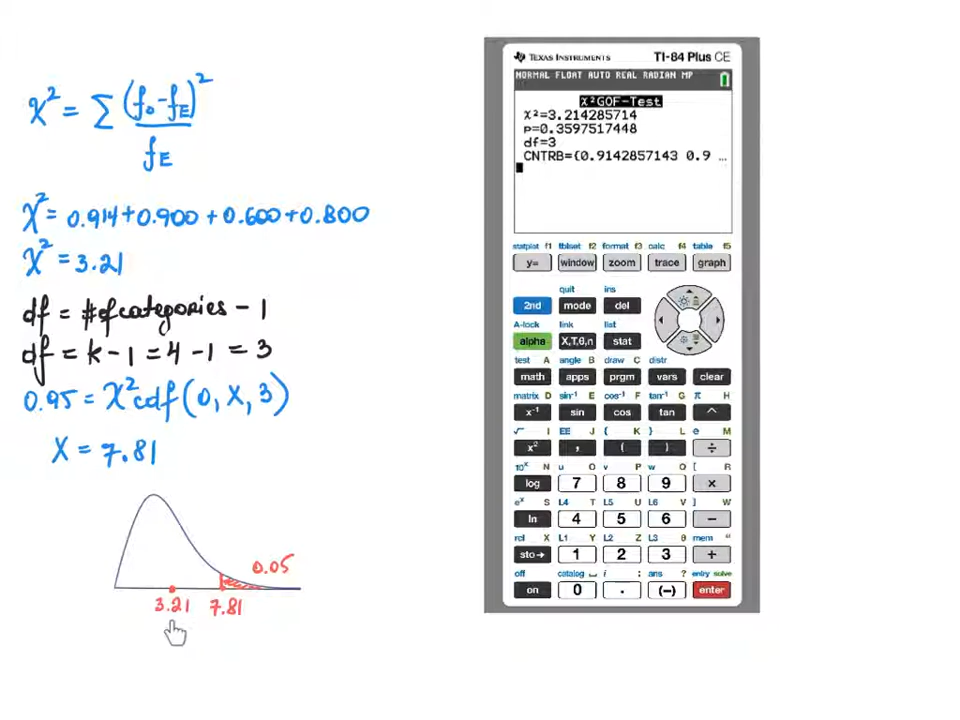 χ² = Σ (f₀-f_E)² / f_E
χ² = 0.914+0.900+0.600+0.800
χ² = 3.21
df = # of categories - 1
df = k-1 = 4-1 = 3
0.95 = χ²cdf(0, X, 3)
X = 7.81
0.05
3.21 7.81
TEXAS INSTRUMENTS TI-84 Plus CE
NORMAL FLOAT AUTO REAL RADIAN MP
χ²GOF-Test
χ²=3.214285714
p=0.3597517448
df=3
CNTRB={0.9142857143 0.9 …
statplot f1 tblset f2 format f3 calc f4 table f5
y= window zoom trace graph
quit ins
2nd mode del
A-lock link list
alpha X,T,θ,n stat
test A angle B draw C distr
math apps prgm vars clear
matrix D sin⁻¹ E cos⁻¹ F tan⁻¹ G π H
x⁻¹ sin cos tan ^
√ I EE J { K } L e M
x² , ( ) ÷
10ˣ N u O v P w Q [ R
log 7 8 9 ×
eˣ S L4 T L5 U L6 V ] W
ln 4 5 6 −
rcl X L1 Y L2 Z L3 θ mem "
sto→ 1 2 3 +
off catalog ⎵ i : ans ? entry solve
on 0 . (−) enter